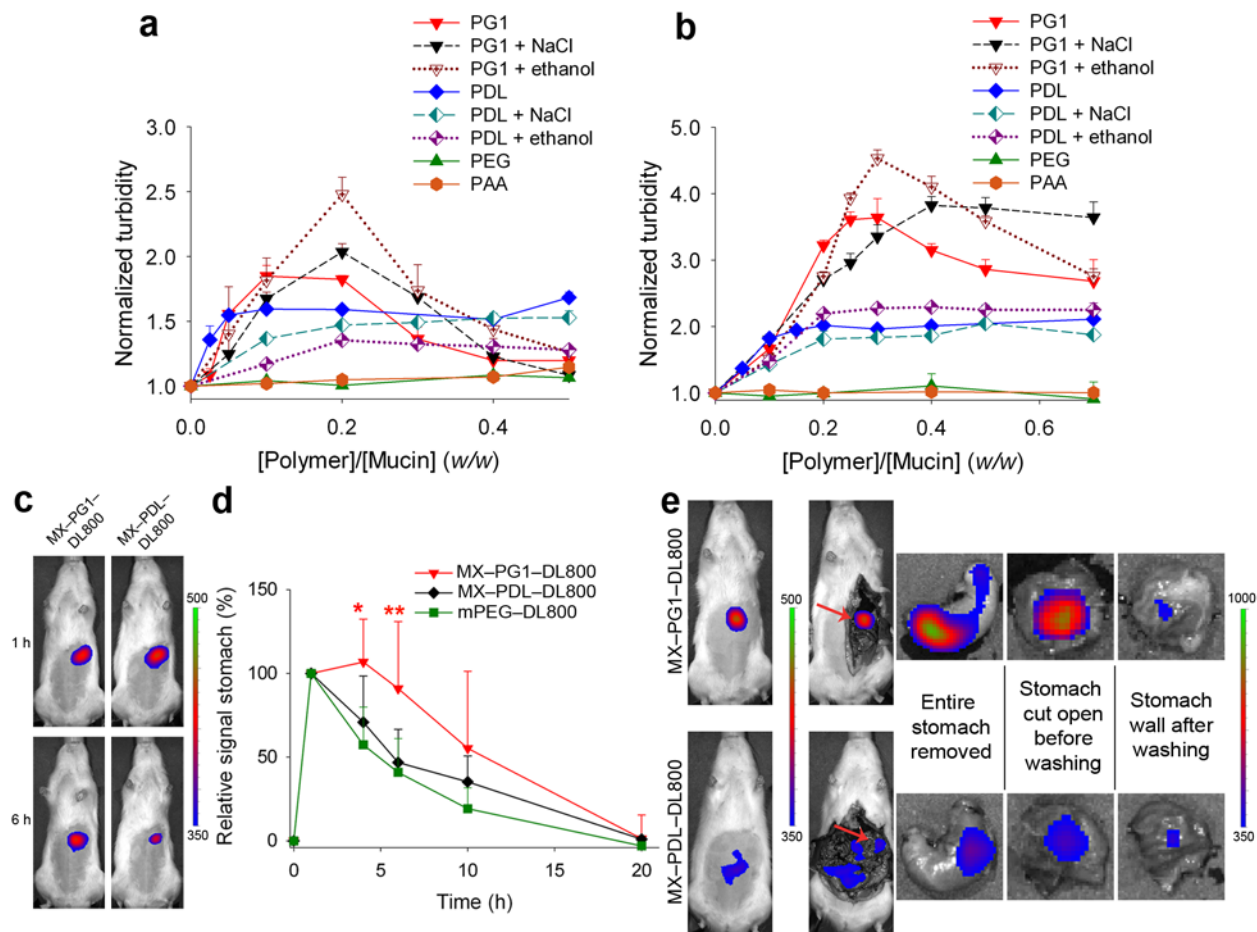 a
PG1
PG1 + NaCl
PG1 + ethanol
PDL
PDL + NaCl
PDL + ethanol
PEG
PAA
Normalized turbidity
3.0
2.5
2.0
1.5
1.0
0.0
0.2
0.4
[Polymer]/[Mucin] (w/w)
b
PG1
PG1 + NaCl
PG1 + ethanol
PDL
PDL + NaCl
PDL + ethanol
PEG
PAA
Normalized turbidity
5.0
4.0
3.0
2.0
1.0
0.0
0.2
0.4
0.6
[Polymer]/[Mucin] (w/w)
c
MX–PG1–
DL800
MX–PDL–
DL800
1 h
6 h
500
350
d
MX–PG1–DL800
MX–PDL–DL800
mPEG–DL800
Relative signal stomach (%)
150
100
50
0
*
**
0
5
10
15
20
Time (h)
e
MX–PG1–DL800
MX–PDL–DL800
500
350
Entire
stomach
removed
Stomach
cut open
before
washing
Stomach
wall after
washing
1000
350